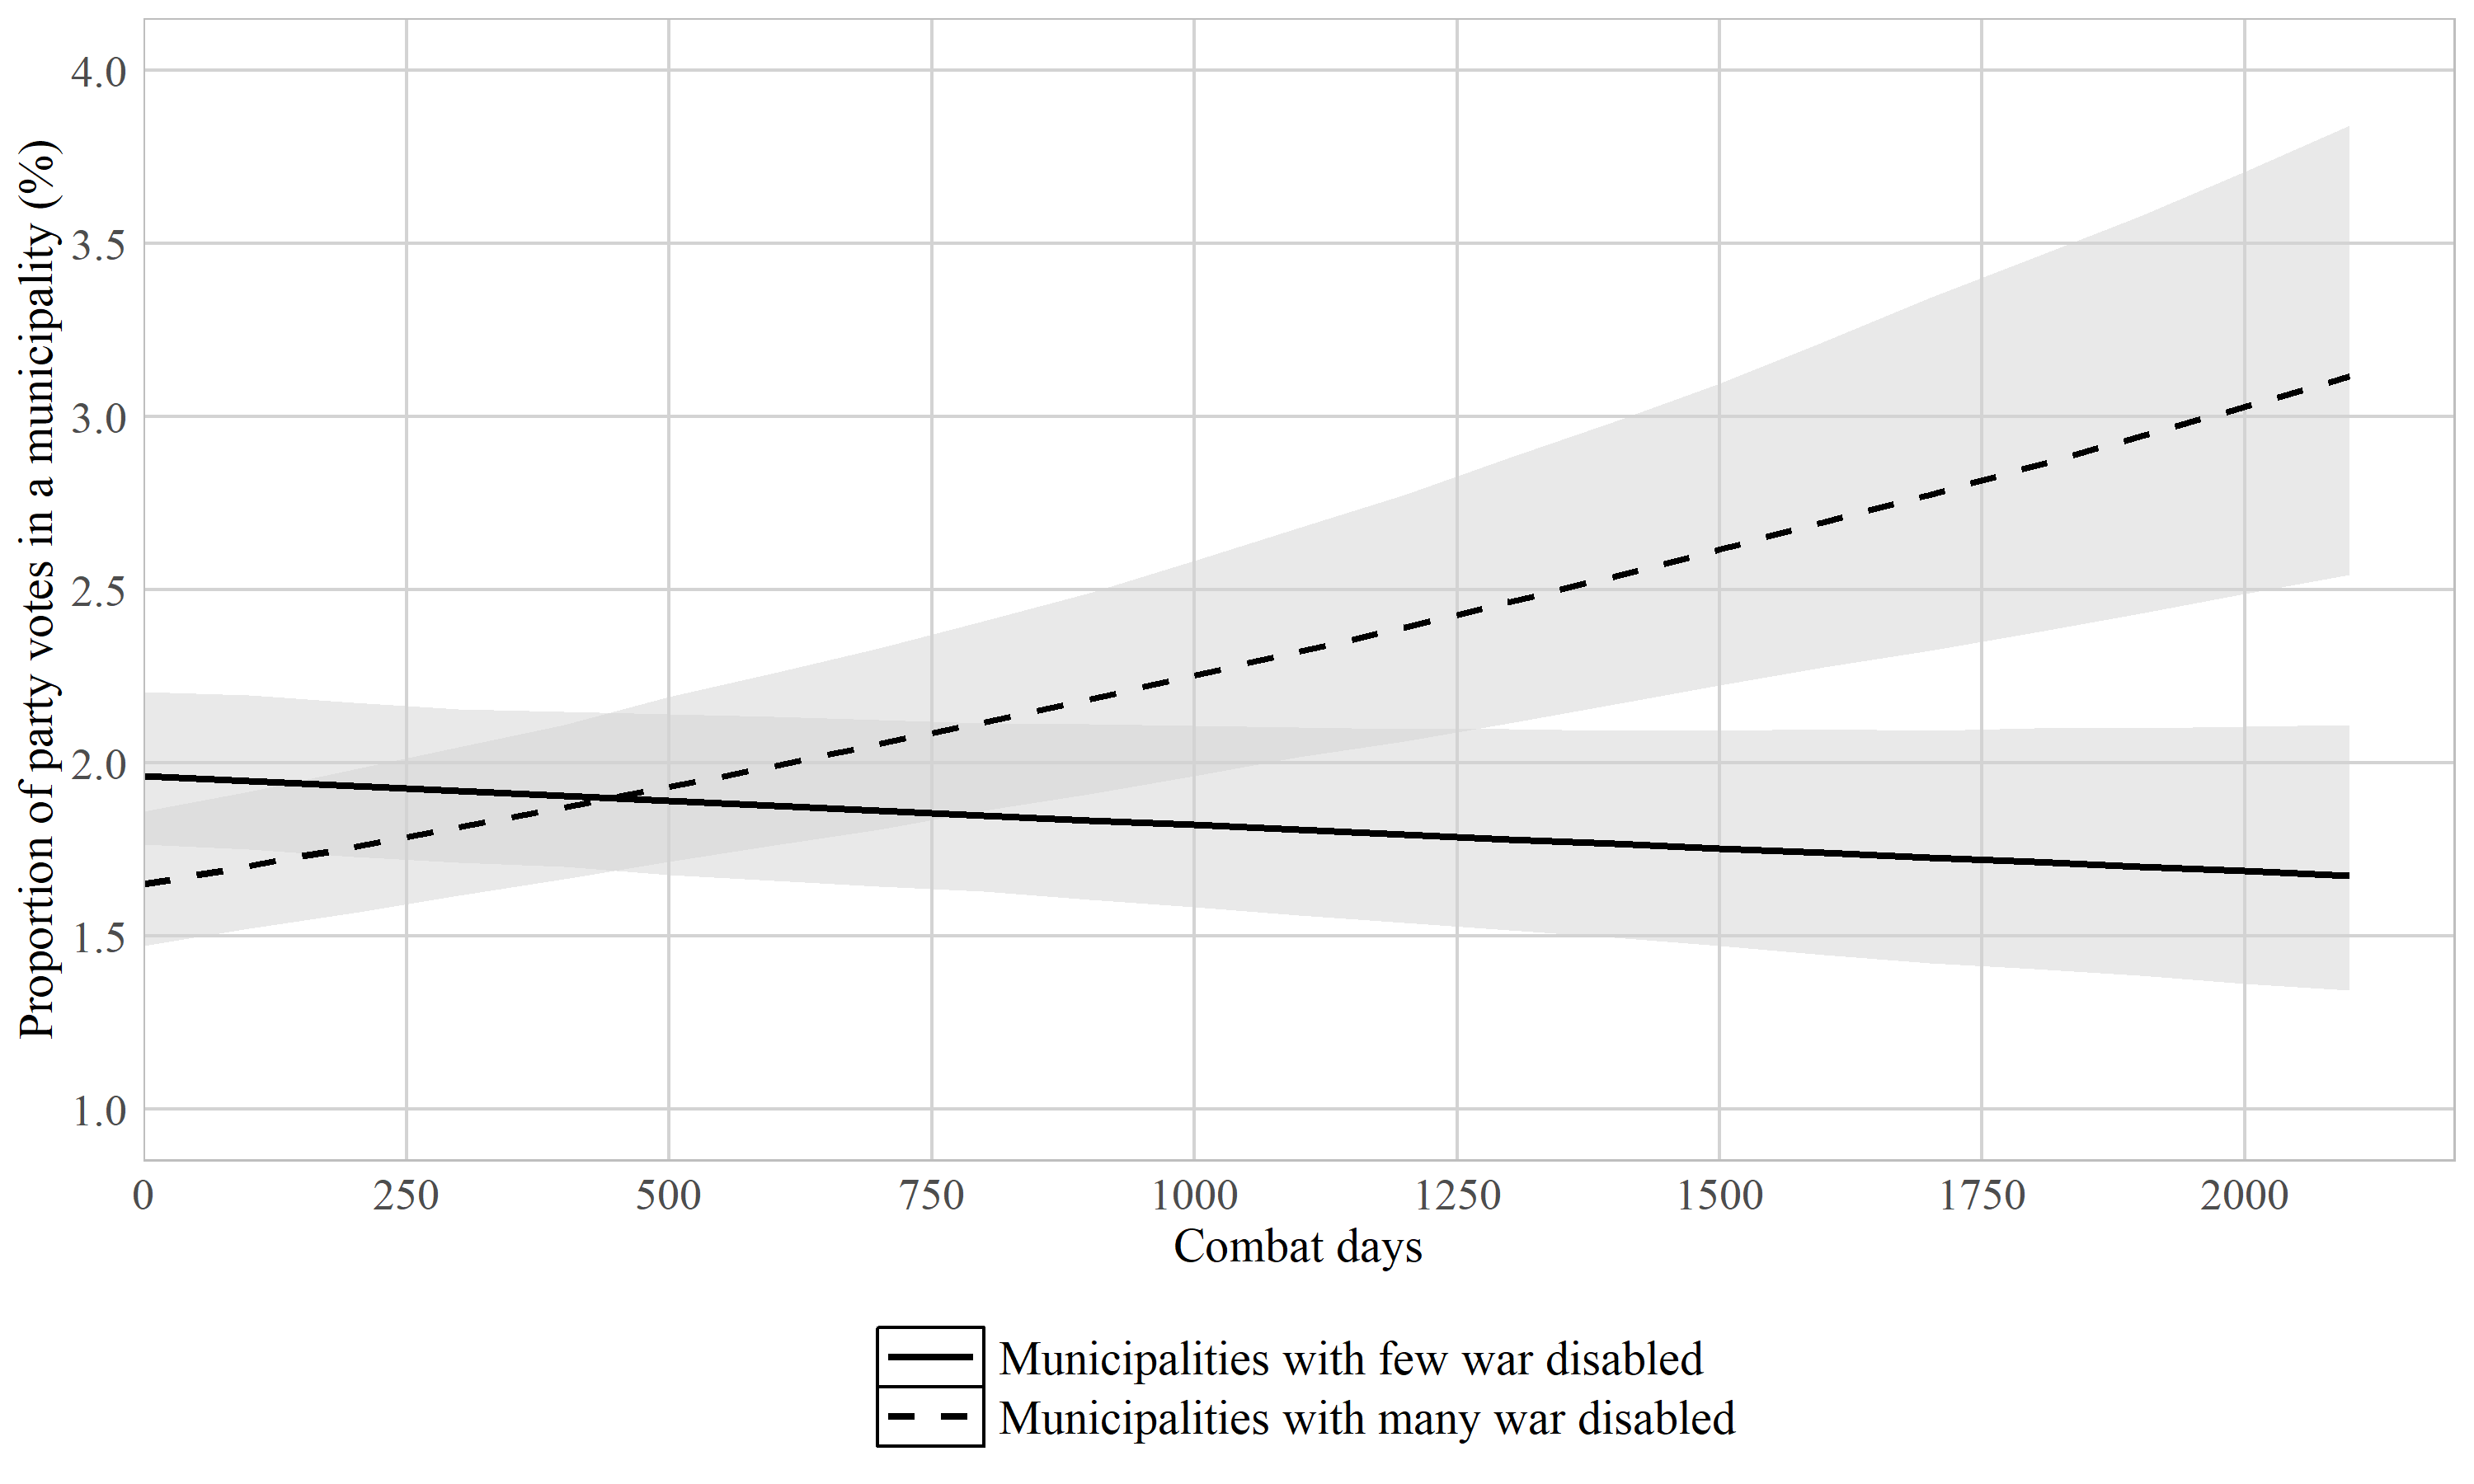 Proportion of party votes in a municipality (%)
4.0
3.5
3.0
2.5
2.0
1.5
1.0
0 250 500 750 1000 1250 1500 1750 2000
Combat days
Municipalities with few war disabled
Municipalities with many war disabled